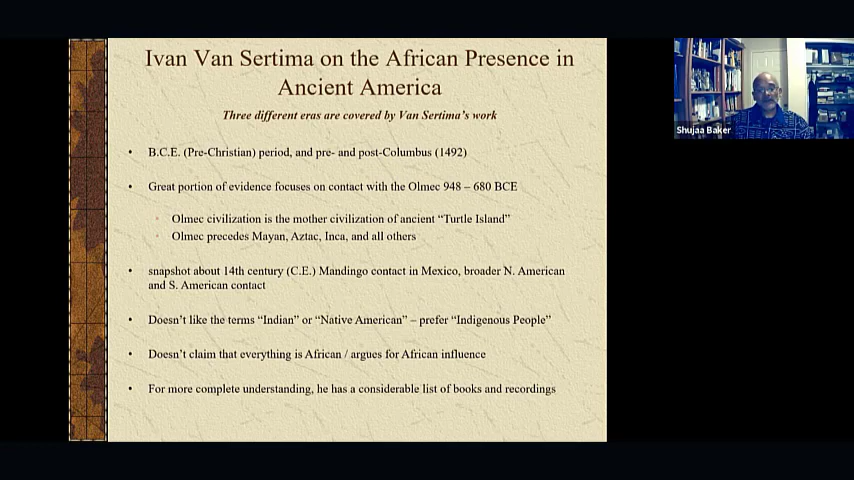 Ivan Van Sertima on the African Presence in
Ancient America
Three different eras are covered by Van Sertima's work
• B.C.E. (Pre-Christian) period, and pre- and post-Columbus (1492)
• Great portion of evidence focuses on contact with the Olmec 948 – 680 BCE
Olmec civilization is the mother civilization of ancient “Turtle Island”
Olmec precedes Mayan, Aztac, Inca, and all others
• snapshot about 14th century (C.E.) Mandingo contact in Mexico, broader N. American
and S. American contact
• Doesn't like the terms “Indian” or “Native American” – prefer “Indigenous People”
• Doesn't claim that everything is African / argues for African influence
• For more complete understanding, he has a considerable list of books and recordings
Shujaa Baker